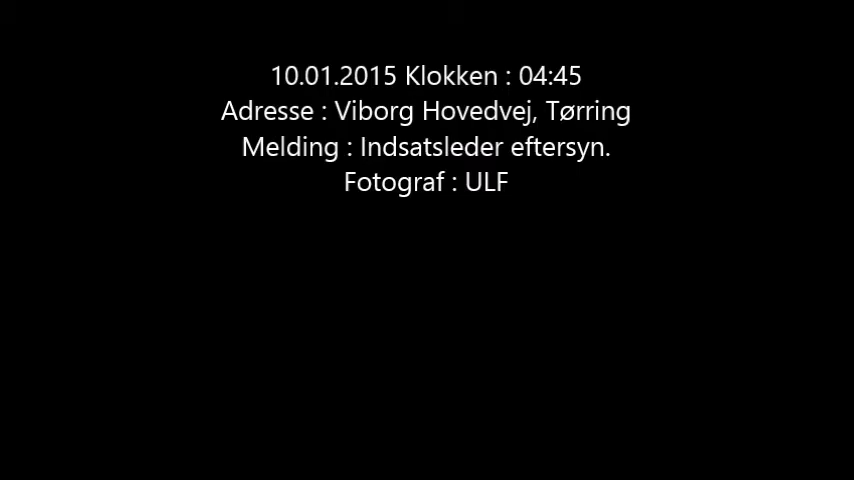 10.01.2015 Klokken : 04:45
Adresse : Viborg Hovedvej, Tørring
Melding : Indsatsleder eftersyn.
Fotograf : ULF